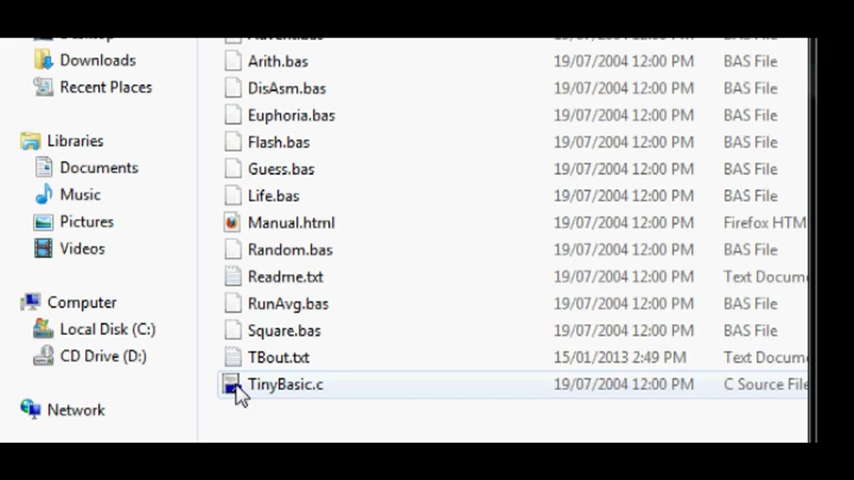 Downloads
Recent Places
Libraries
Documents
Music
Pictures
Videos
Computer
Local Disk (C:)
CD Drive (D:)
Network
Arith.bas 19/07/2004 12:00 PM BAS File
DisAsm.bas 19/07/2004 12:00 PM BAS File
Euphoria.bas 19/07/2004 12:00 PM BAS File
Flash.bas 19/07/2004 12:00 PM BAS File
Guess.bas 19/07/2004 12:00 PM BAS File
Life.bas 19/07/2004 12:00 PM BAS File
Manual.html 19/07/2004 12:00 PM Firefox HTM
Random.bas 19/07/2004 12:00 PM BAS File
Readme.txt 19/07/2004 12:00 PM Text Docume
RunAvg.bas 19/07/2004 12:00 PM BAS File
Square.bas 19/07/2004 12:00 PM BAS File
TBout.txt 15/01/2013 2:49 PM Text Docume
TinyBasic.c 19/07/2004 12:00 PM C Source File